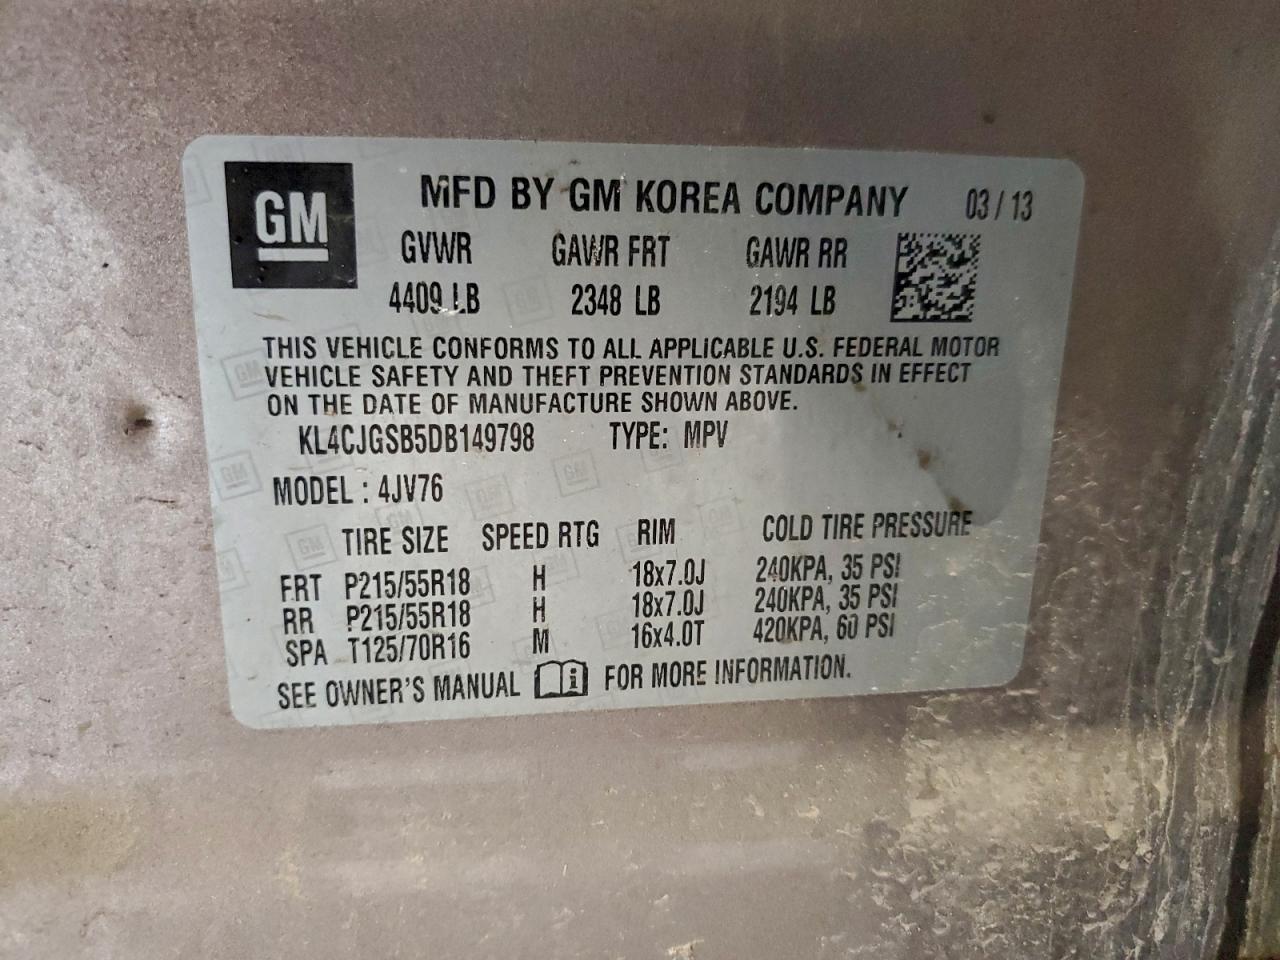 GM
MFD BY GM KOREA COMPANY 03/13
GVWR GAWR FRT GAWR RR
4409 LB 2348 LB 2194 LB
THIS VEHICLE CONFORMS TO ALL APPLICABLE U.S. FEDERAL MOTOR
VEHICLE SAFETY AND THEFT PREVENTION STANDARDS IN EFFECT
ON THE DATE OF MANUFACTURE SHOWN ABOVE.
KL4CJGSB5DB149798 TYPE: MPV
MODEL : 4JV76
TIRE SIZE SPEED RTG RIM COLD TIRE PRESSURE
FRT P215/55R18 H 18x7.0J 240KPA, 35 PSI
RR P215/55R18 H 18x7.0J 240KPA, 35 PSI
SPA T125/70R16 M 16x4.0T 420KPA, 60 PSI
SEE OWNER'S MANUAL FOR MORE INFORMATION.